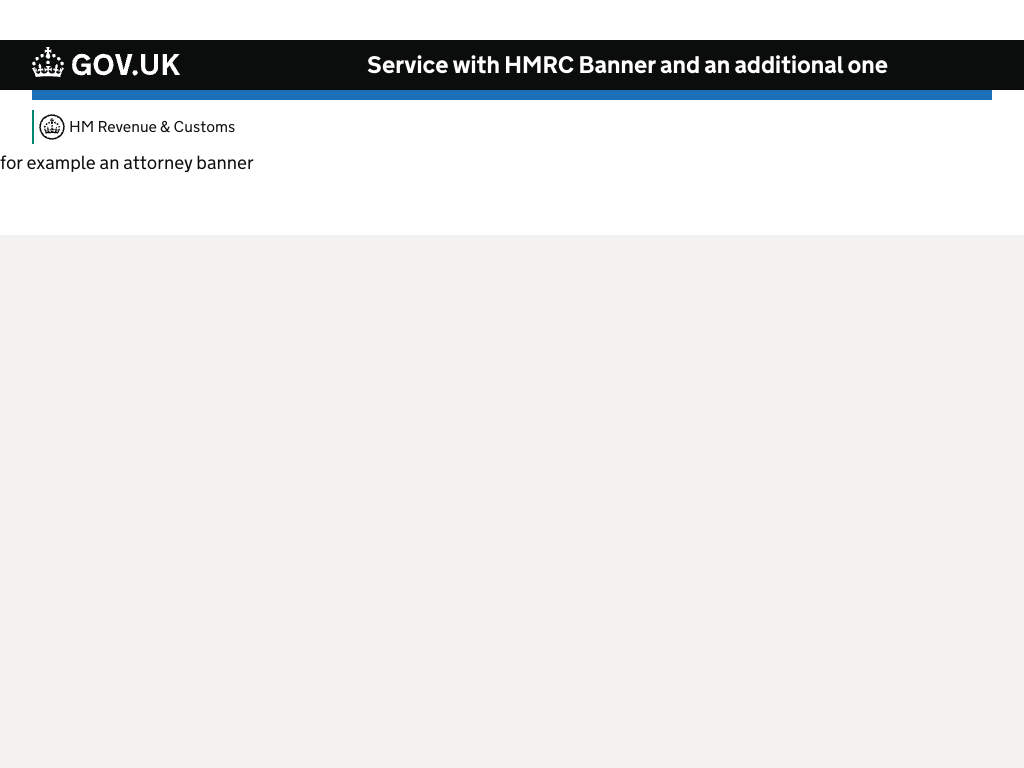 GOV.UK
Service with HMRC Banner and an additional one
HM Revenue & Customs
for example an attorney banner